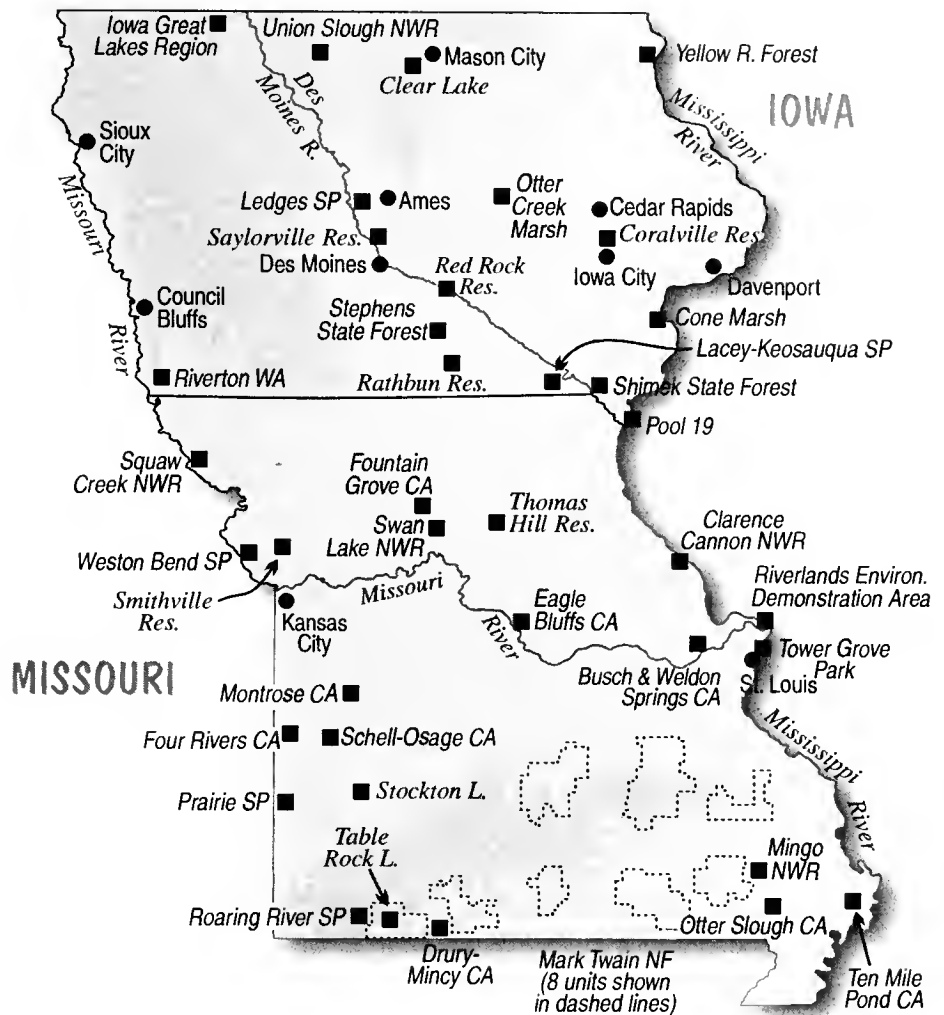 Iowa Great
Lakes Region
Union Slough NWR
Mason City
Clear Lake
Yellow R. Forest
Des
Moines R.
Mississippi
River
IOWA
Sioux
City
Missouri
River
Ledges SP
Ames
Otter
Creek
Marsh
Cedar Rapids
Coralville Res
Saylorville Res.
Des Moines
Red Rock
Res.
Iowa City
Davenport
Council
Bluffs
Stephens
State Forest
Cone Marsh
Lacey-Keosauqua SP
Riverton WA
Rathbun Res.
Shimek State Forest
Pool 19
Squaw
Creek NWR
Fountain
Grove CA
Swan
Lake NWR
Thomas
Hill Res.
Clarence
Cannon NWR
Weston Bend SP
Smithville
Res.
Kansas
City
Missouri
River
Eagle
Bluffs CA
Riverlands Environ.
Demonstration Area
Busch & Weldon
Springs CA
Tower Grove
Park
St. Louis
MISSOURI
Montrose CA
Four Rivers CA
Schell-Osage CA
Mississippi
River
Prairie SP
Stockton L.
Table
Rock L.
Mingo
NWR
Roaring River SP
Otter Slough CA
Drury-
Mincy CA
Mark Twain NF
(8 units shown
in dashed lines)
Ten Mile
Pond CA